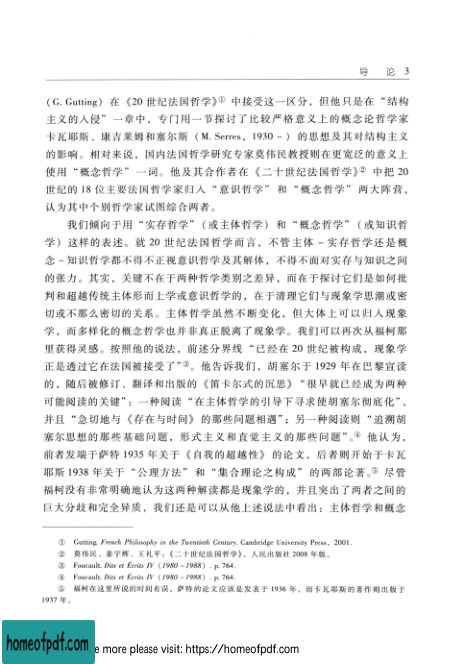 导 论 3
(G. Gutting) 在《20 世纪法国哲学》① 中接受这一区分，但他只是在“结构
主义的入侵”一章中，专门用一节探讨了比较严格意义上的概念论哲学家
卡瓦耶斯、康吉莱姆和塞尔斯 (M. Serres, 1930 - ) 的思想及其对结构主义
的影响。相对来说，国内法国哲学研究专家莫伟民教授则在更宽泛的意义上
使用“概念哲学”一词。他及其合作者在《二十世纪法国哲学》② 中把 20
世纪的 18 位主要法国哲学家归入“意识哲学”和“概念哲学”两大阵营，
认为其中个别哲学家试图综合两者。
我们倾向于用“实存哲学”（或主体哲学）和“概念哲学”（或知识哲
学）这样的表述。就 20 世纪法国哲学而言，不管主体 - 实存哲学还是概
念 - 知识哲学都不得不正视意识哲学及其解体，不得不面对实存与知识之间
的张力。其实，关键不在于两种哲学类别之差异，而在于探讨它们是如何批
判和超越传统主体形而上学或意识哲学的，在于清理它们与现象学思潮或密
切或不那么密切的关系。主体哲学虽然不断变化，但大体上可以归入现象
学，而多样化的概念哲学也并非真正脱离了现象学。我们可以再次从福柯那
里获得灵感。按照他的说法，前述分界线“已经在 20 世纪被构成，现象学
正是透过它在法国被接受了”③。他告诉我们，胡塞尔于 1929 年在巴黎宣读
的，随后被修订、翻译和出版的《笛卡尔式的沉思》“很早就已经成为两种
可能阅读的关键”：一种阅读“在主体哲学的引导下寻求使胡塞尔彻底化”，
并且“急切地与《存在与时间》的那些问题相遇”；另一种阅读则“追溯胡
塞尔思想的那些基础问题，形式主义和直觉主义的那些问题”。④ 他认为，
前者发端于萨特 1935 年关于《自我的超越性》的论文，后者则开始于卡瓦
耶斯 1938 年关于“公理方法”和“集合理论之构成”的两部论著。⑤ 尽管
福柯没有非常明确地认为这两种解读都是现象学的，并且突出了两者之间的
巨大分歧和完全异质，我们还是可以从他上述说法中看出：主体哲学和概念
① Gutting, French Philosophy in the Twentieth Century, Cambridge University Press, 2001.
② 莫伟民、姜宇辉、王礼平：《二十世纪法国哲学》，人民出版社 2008 年版。
③ Foucault, Dits et Écrits IV (1980 - 1988), p. 764.
④ Foucault, Dits et Écrits IV (1980 - 1988), p. 764.
⑤ 福柯在这里所说的时间有误，萨特的论文应该是发表于 1936 年，而卡瓦耶斯的著作则出版于
1937 年。
homeofpdf.com
e more please visit: https://homeofpdf.com